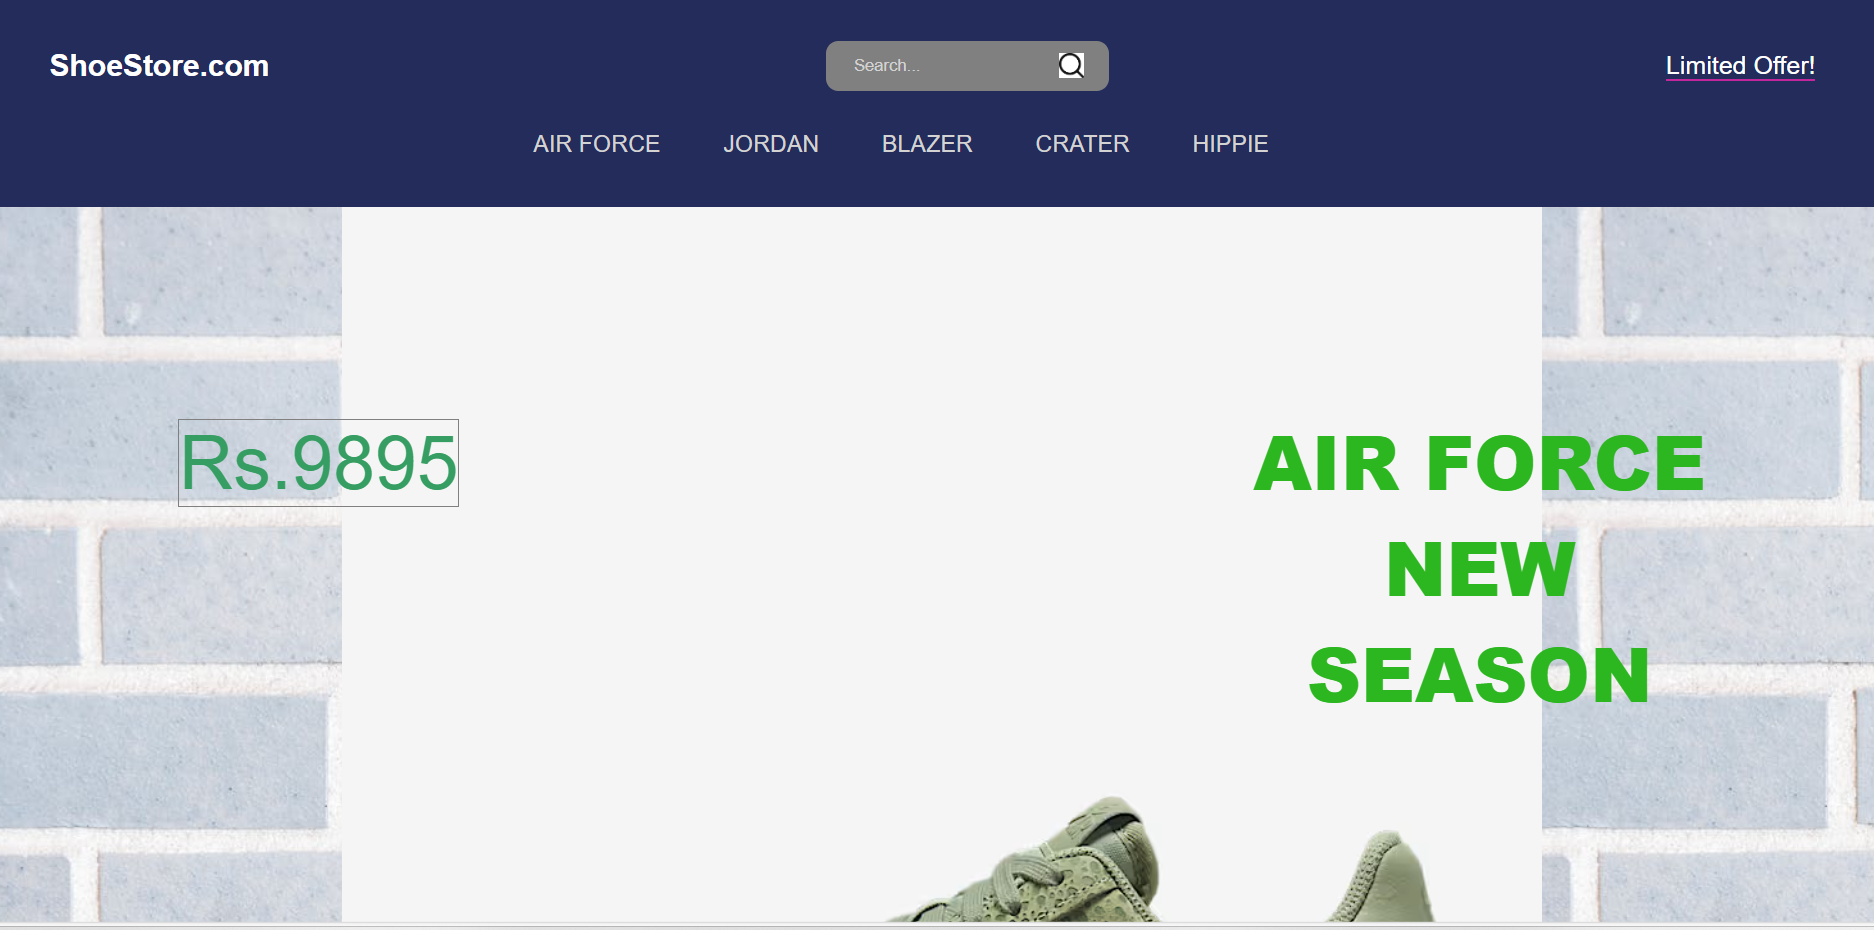 ShoeStore.com
Search...
Limited Offer!
AIR FORCE JORDAN BLAZER CRATER HIPPIE
Rs.9895
AIR FORCE
NEW
SEASON